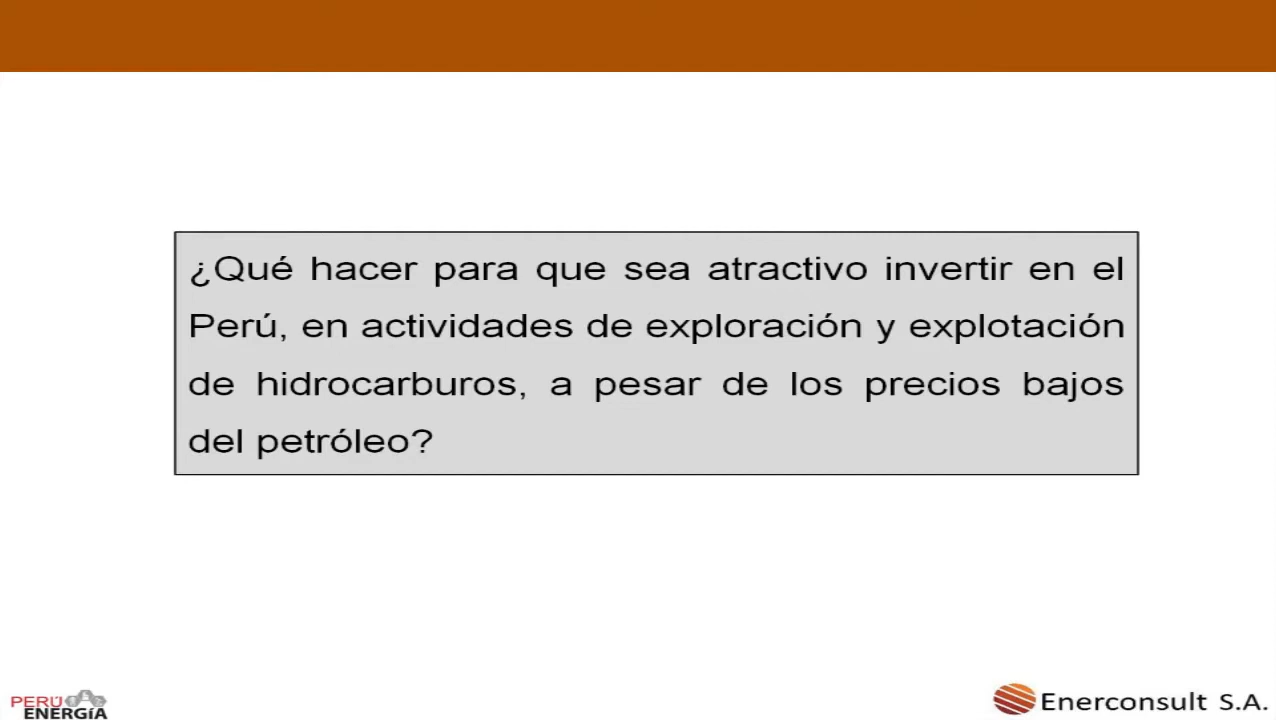 ¿Qué hacer para que sea atractivo invertir en el
Perú, en actividades de exploración y explotación
de hidrocarburos, a pesar de los precios bajos
del petróleo?
PERÚ
ENERGÍA
Enerconsult S.A.